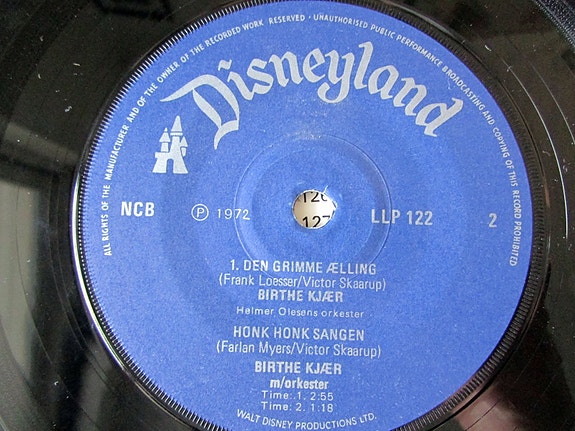 ALL RIGHTS OF THE MANUFACTURER AND OF THE OWNER OF THE RECORDED WORK RESERVED · UNAUTHORISED PUBLIC PERFORMANCE BROADCASTING AND COPYING OF THIS RECORD PROHIBITED
Disneyland
NCB
Ⓟ 1972
LLP 122
2
126
127
1. DEN GRIMME ÆLLING
(Frank Loesser/Victor Skaarup)
BIRTHE KJÆR
Helmer Olesens orkester
HONK HONK SANGEN
(Farlan Myers/Victor Skaarup)
BIRTHE KJÆR
m/orkester
Time: 1. 2:55
Time: 2. 1:18
WALT DISNEY PRODUCTIONS LTD.